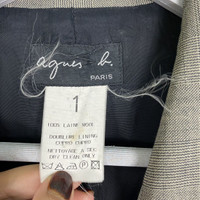 agnès b.
PARIS
1
100% LAINE WOOL
DOUBLURE LINING
CUPRO CUPRO
NETTOYAGE A SEC
DRY CLEAN ONLY